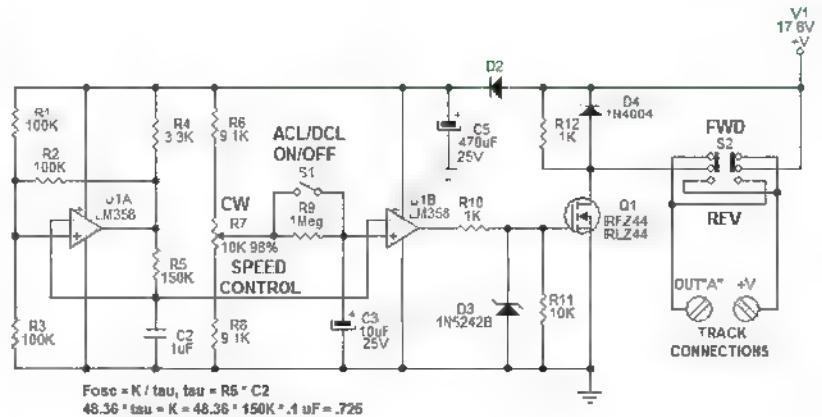 V1
17.6V
+V
D2
R1
100K
R2
100K
R4
3.3K
R6
9.1K
ACL/DCL
ON/OFF
S1
C5
470uF
25V
R12
1K
D4
1N4004
FWD
S2
U1A
LM358
CW
R7
10K 98%
R9
1Meg
U1B
LM358
R10
1K
Q1
IRFZ44
IRLZ44
REV
R5
150K
SPEED
CONTROL
R3
100K
C2
1uF
R8
9.1K
C3
10uF
25V
D3
1N5242B
R11
10K
OUT"A"
+V
TRACK
CONNECTIONS
Fosc = K / tau, tau = R5 * C2
48.36 * tau = K = 48.36 * 150K * .1 uF = .725